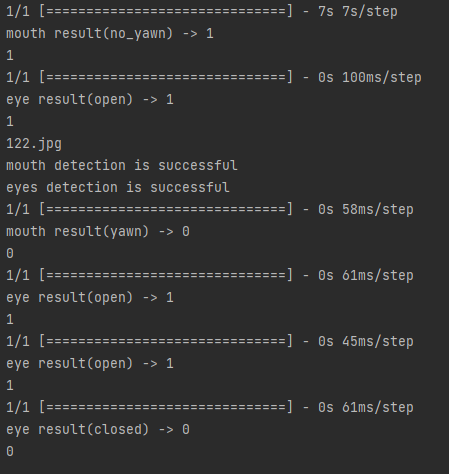 1/1 [==============================] - 7s 7s/step
mouth result(no_yawn) -> 1
1
1/1 [==============================] - 0s 100ms/step
eye result(open) -> 1
1
122.jpg
mouth detection is successful
eyes detection is successful
1/1 [==============================] - 0s 58ms/step
mouth result(yawn) -> 0
0
1/1 [==============================] - 0s 61ms/step
eye result(open) -> 1
1
1/1 [==============================] - 0s 45ms/step
eye result(open) -> 1
1
1/1 [==============================] - 0s 61ms/step
eye result(closed) -> 0
0